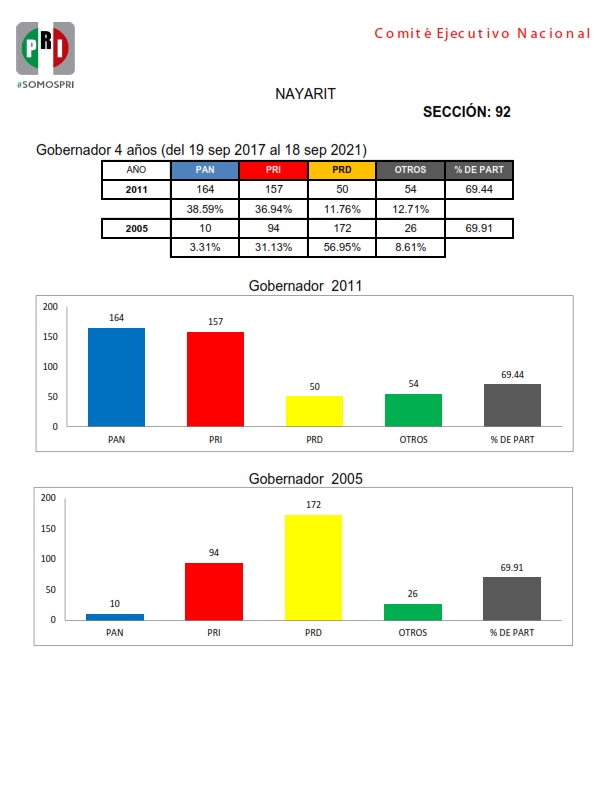 PRI
#SOMOSPRI
Comité Ejecutivo Nacional
NAYARIT
SECCIÓN: 92
Gobernador 4 años (del 19 sep 2017 al 18 sep 2021)
AÑO PAN PRI PRD OTROS % DE PART
2011 164 157 50 54 69.44
38.59% 36.94% 11.76% 12.71%
2005 10 94 172 26 69.91
3.31% 31.13% 56.95% 8.61%
Gobernador 2011
200
150
100
50
0
164
157
50
54
69.44
PAN PRI PRD OTROS % DE PART
Gobernador 2005
200
150
100
50
0
10
94
172
26
69.91
PAN PRI PRD OTROS % DE PART